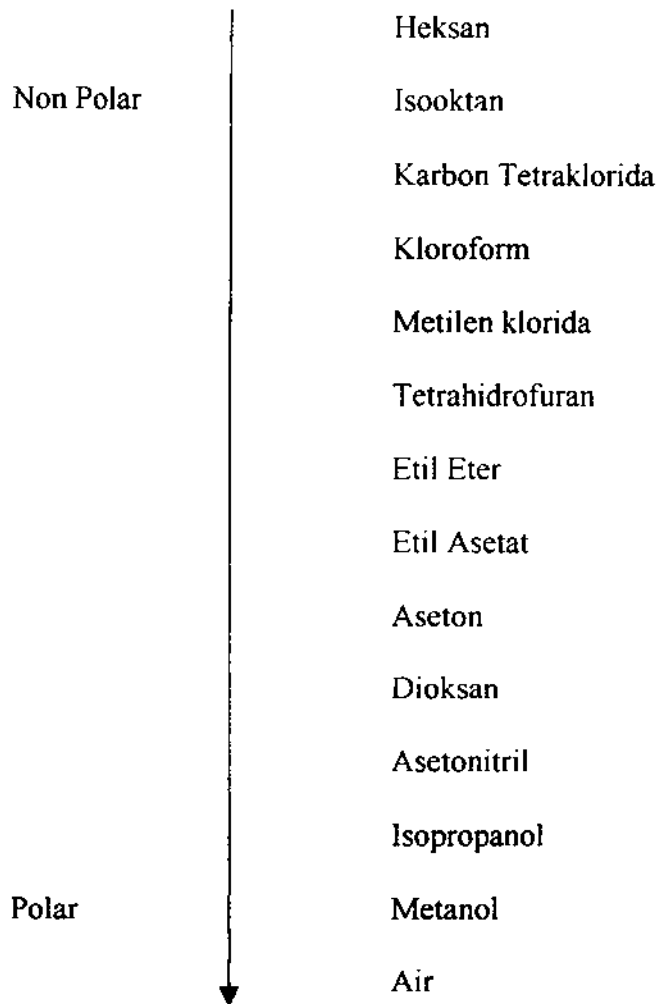 Heksan
Non Polar Isooktan
Karbon Tetraklorida
Kloroform
Metilen klorida
Tetrahidrofuran
Etil Eter
Etil Asetat
Aseton
Dioksan
Asetonitril
Isopropanol
Polar Metanol
Air